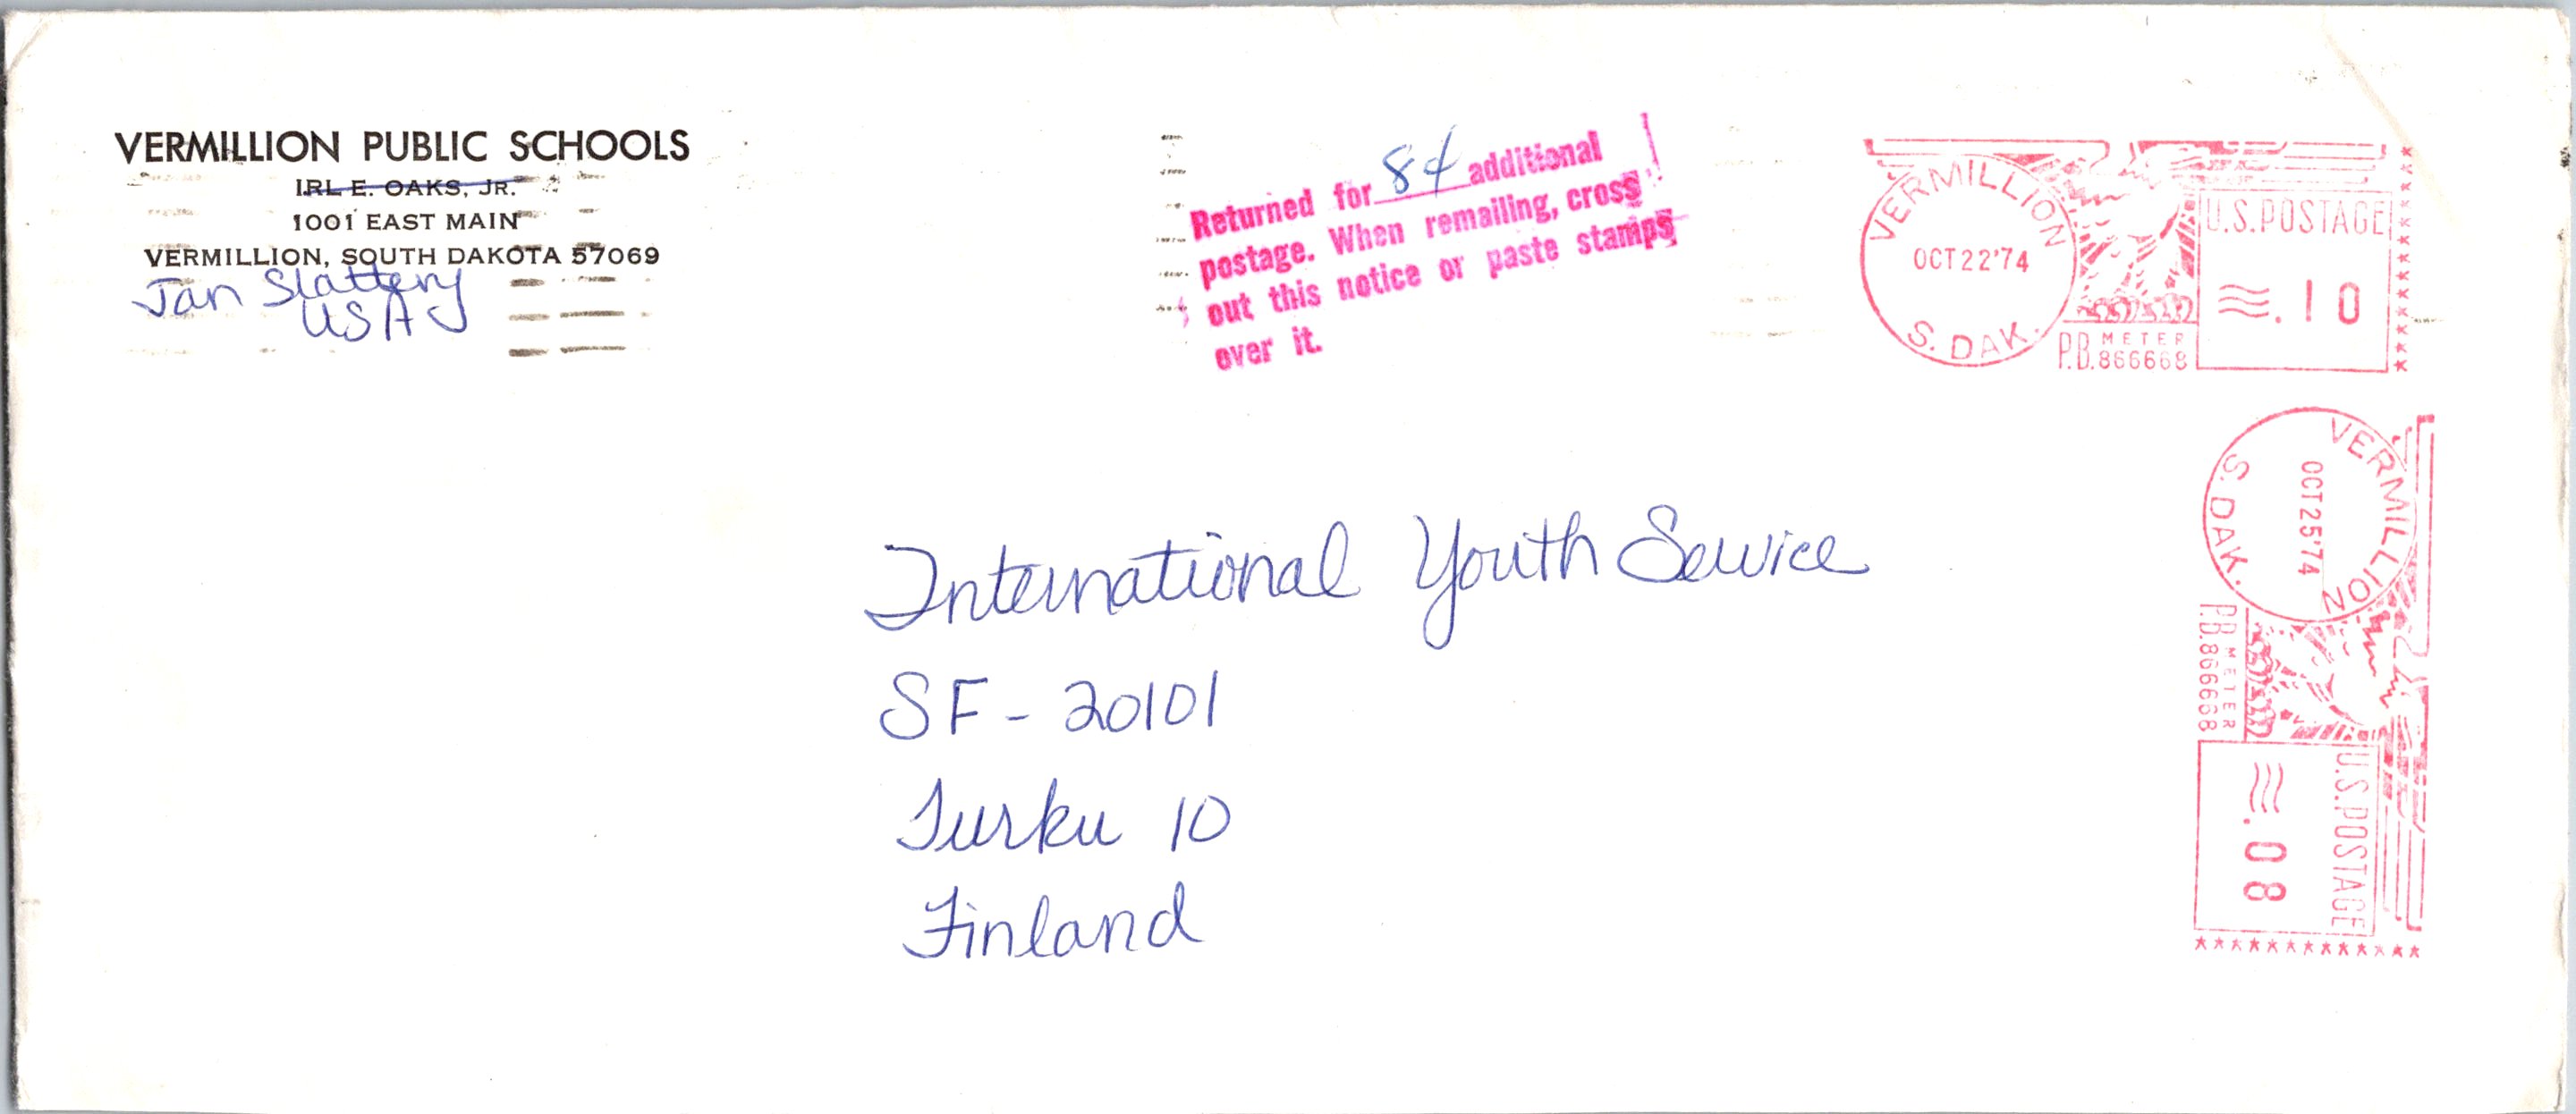 VERMILLION PUBLIC SCHOOLS
IRL E. OAKS, JR.
1001 EAST MAIN
VERMILLION, SOUTH DAKOTA 57069
Jan Slattery
USA
Returned for 8¢ additional
postage. When remailing, cross
out this notice or paste stamps
over it.
VERMILLION
OCT 22 '74
S. DAK.
P.B. METER
866668
U.S. POSTAGE
.10
VERMILLION
OCT 25 '74
S. DAK.
P.B. METER
866668
U.S. POSTAGE
.08
International Youth Service
SF - 20101
Turku 10
Finland